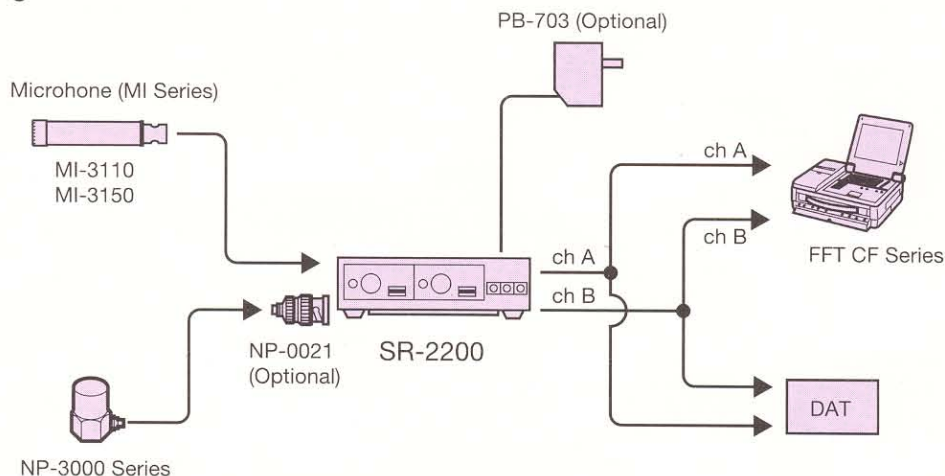 PB-703 (Optional)
Microhone (MI Series)
MI-3110
MI-3150
ch A
ch B
FFT CF Series
ch A
ch B
NP-0021
(Optional)
SR-2200
DAT
NP-3000 Series